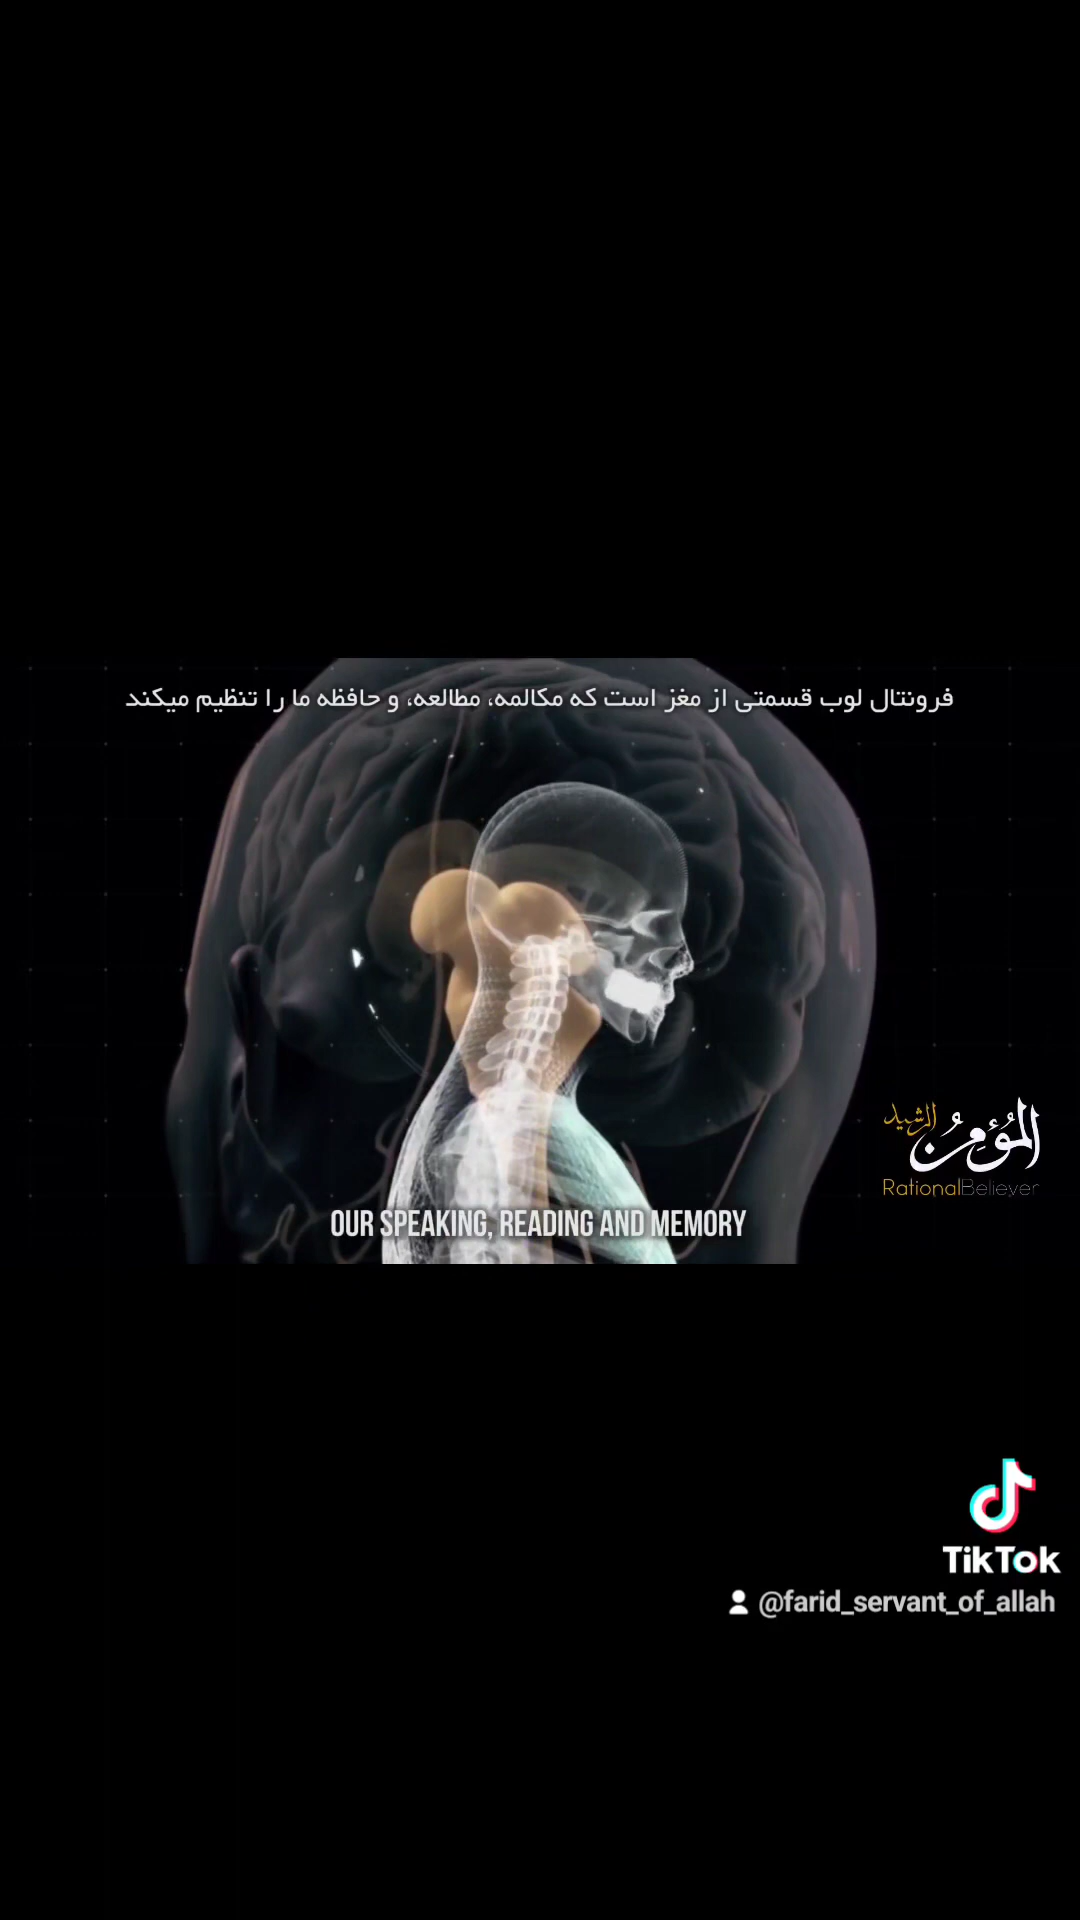 فرونتال لوب قسمتی از مغز است که مکالمه، مطالعه، و حافظه ما را تنظیم میکند
المؤمن الرشيد
RationalBeliever
OUR SPEAKING, READING AND MEMORY
TikTok
@farid_servant_of_allah